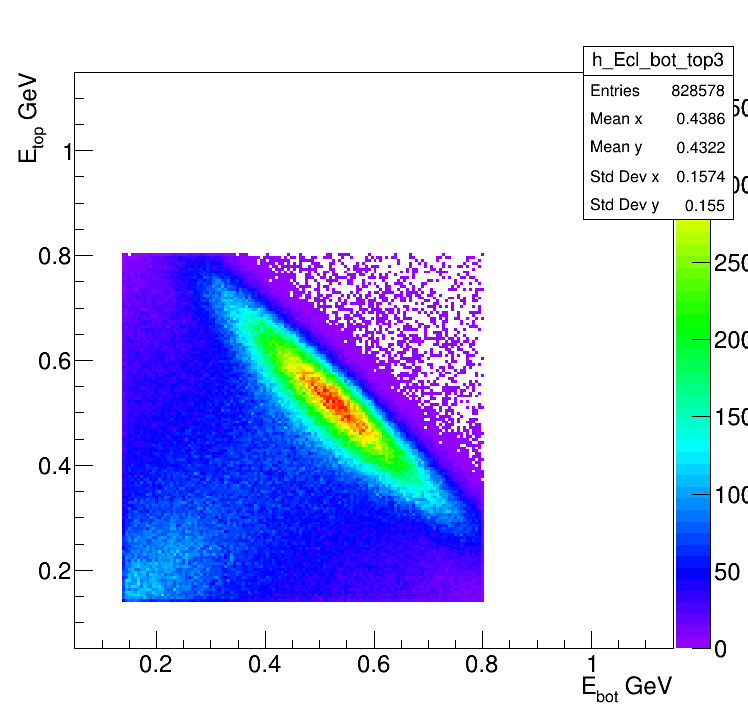 h_Ecl_bot_top3
Entries 828578
Mean x 0.4386
Mean y 0.4322
Std Dev x 0.1574
Std Dev y 0.155
E_top GeV
1
0.8
0.6
0.4
0.2
0.2 0.4 0.6 0.8 1
E_bot GeV
250
200
150
100
50
0